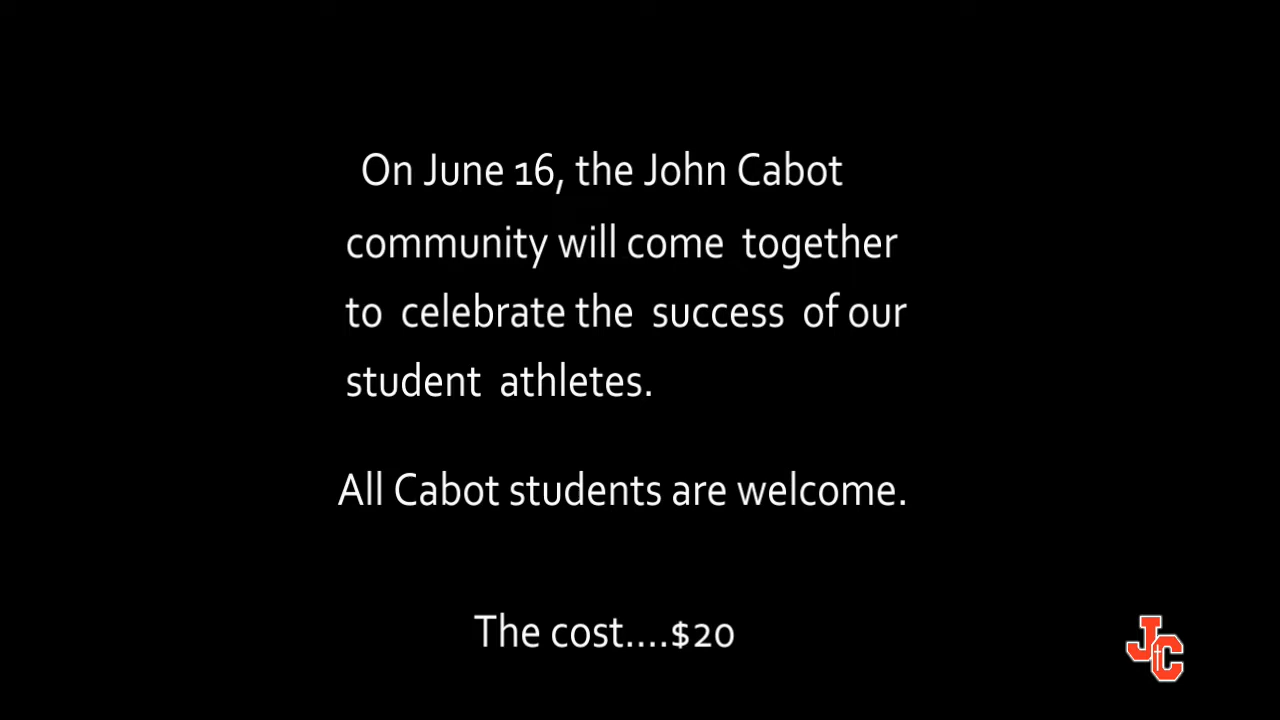 On June 16, the John Cabot
community will come together
to celebrate the success of our
student athletes.
All Cabot students are welcome.
The cost....$20
JC